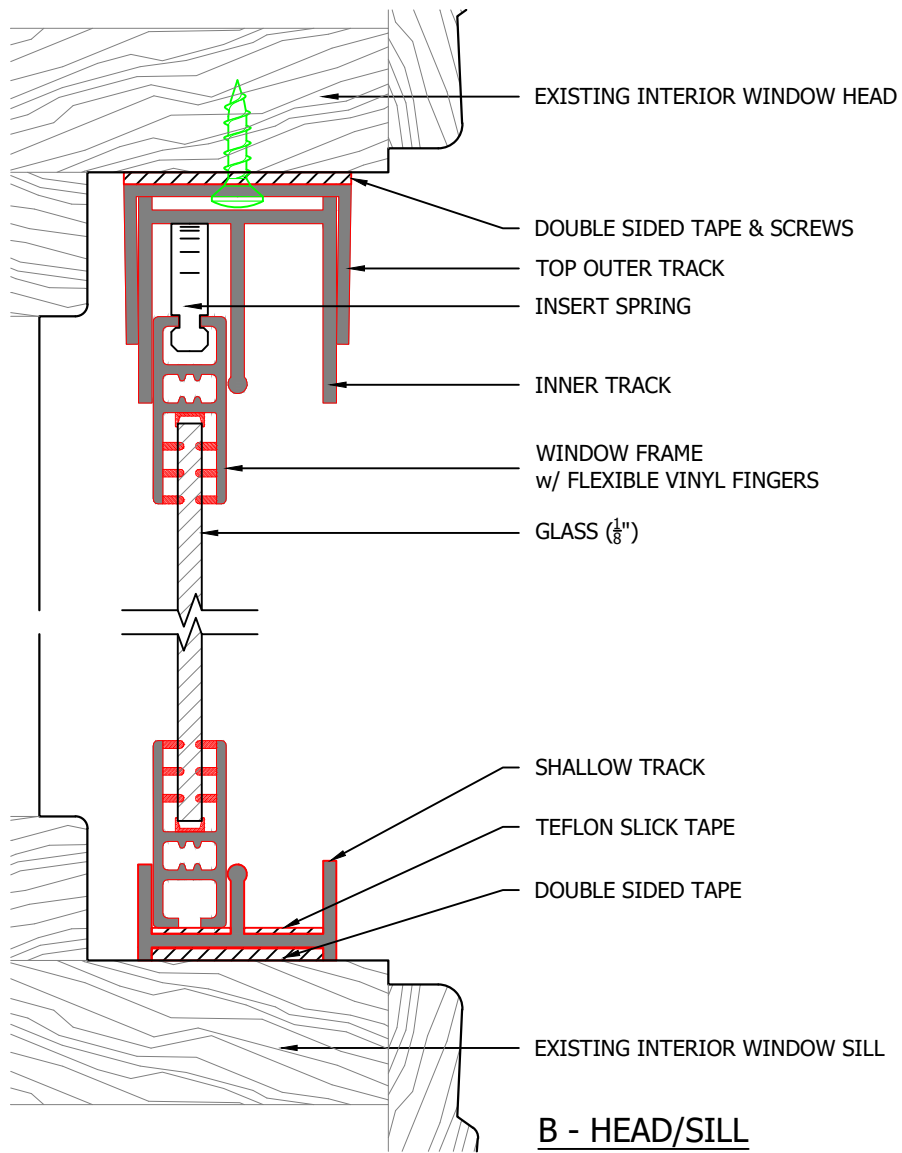 EXISTING INTERIOR WINDOW HEAD
DOUBLE SIDED TAPE & SCREWS
TOP OUTER TRACK
INSERT SPRING
INNER TRACK
WINDOW FRAME
w/ FLEXIBLE VINYL FINGERS
GLASS (⅛")
SHALLOW TRACK
TEFLON SLICK TAPE
DOUBLE SIDED TAPE
EXISTING INTERIOR WINDOW SILL
B - HEAD/SILL